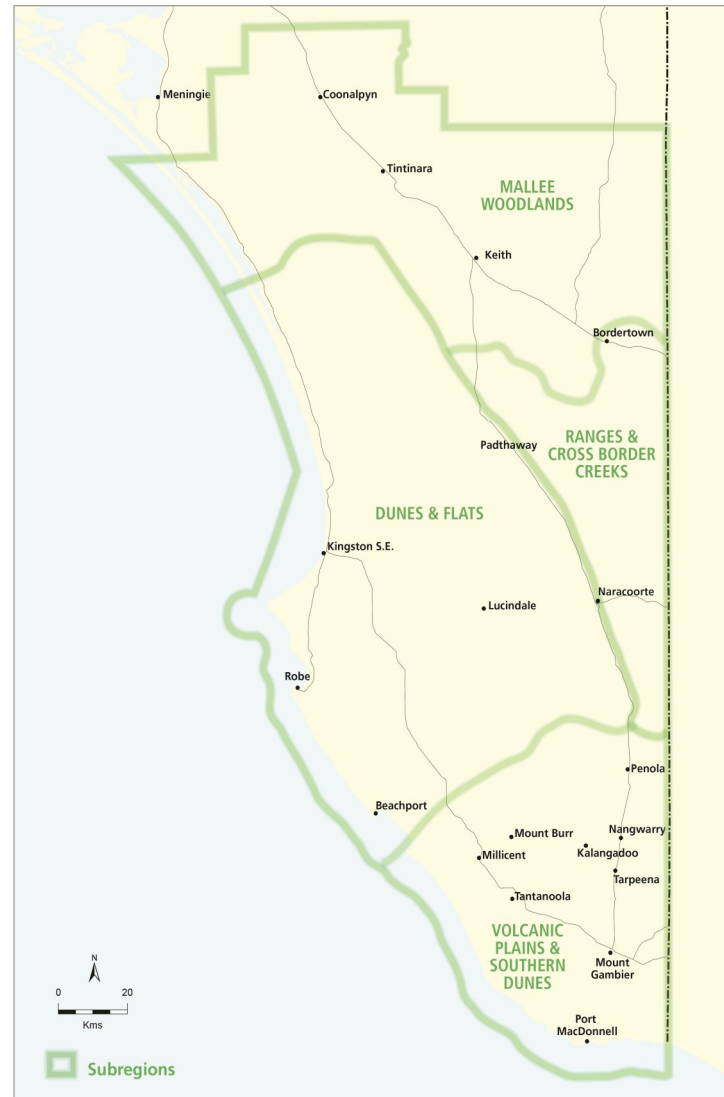 Meningie
Coonalpyn
Tintinara
MALLEE
WOODLANDS
Keith
Bordertown
Padthaway
RANGES &
CROSS BORDER
CREEKS
DUNES & FLATS
Kingston S.E.
Naracoorte
Lucindale
Robe
Penola
Beachport
Mount Burr
Nangwarry
Kalangadoo
Millicent
Tarpeena
Tantanoola
VOLCANIC
PLAINS &
SOUTHERN
DUNES
Mount
Gambier
N
0 20
Kms
Port
MacDonnell
Subregions